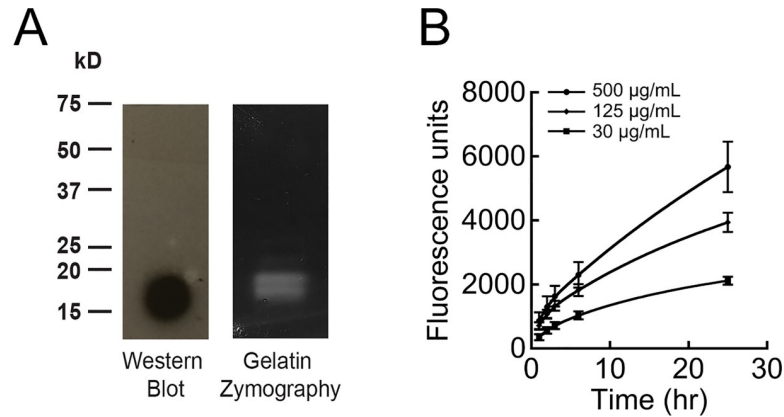 A
kD
75
50
37
25
20
15
Western
Blot
Gelatin
Zymography
B
Fluorescence units
8000
6000
4000
2000
0
500 µg/mL
125 µg/mL
30 µg/mL
0 10 20 30
Time (hr)